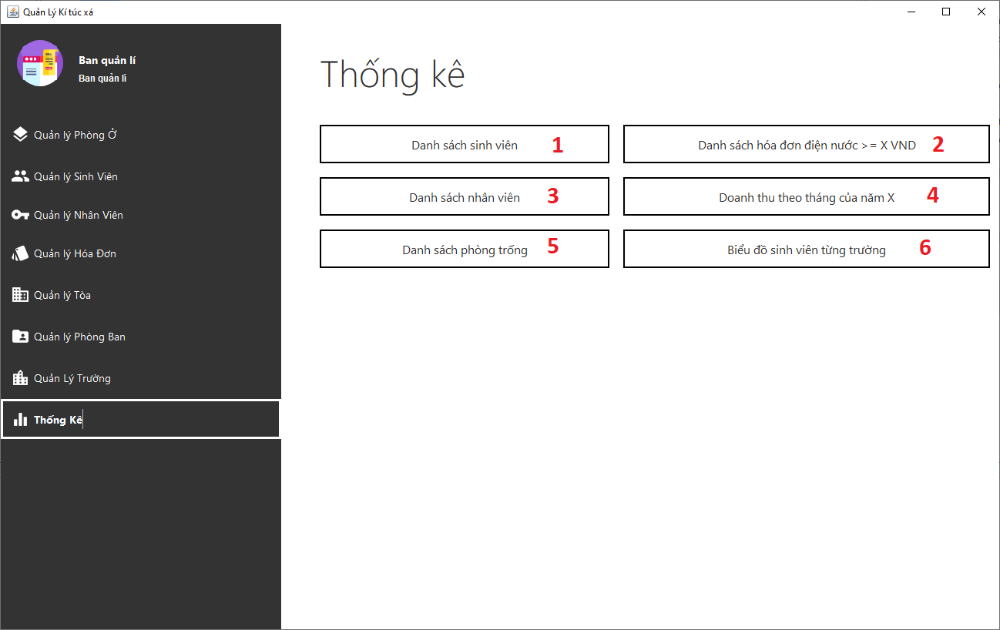 Quản Lý Kí túc xá
Ban quản lí
Ban quản lí
Quản lý Phòng Ở
Quản lý Sinh Viên
Quản lý Nhân Viên
Quản lý Hóa Đơn
Quản lý Tòa
Quản lý Phòng Ban
Quản Lý Trường
Thống Kê
Thống kê
Danh sách sinh viên 1
Danh sách hóa đơn điện nước >= X VND 2
Danh sách nhân viên 3
Doanh thu theo tháng của năm X 4
Danh sách phòng trống 5
Biểu đồ sinh viên từng trường 6